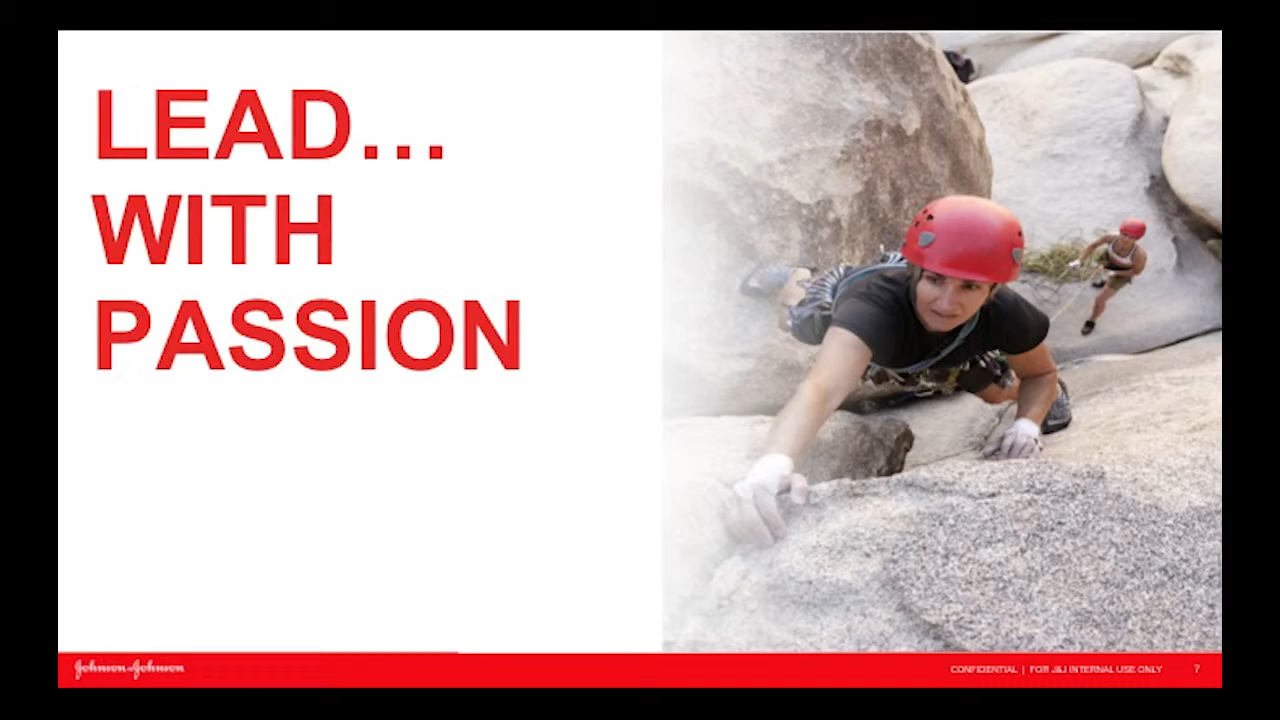 LEAD...
WITH
PASSION
Johnson&Johnson
CONFIDENTIAL | FOR J&J INTERNAL USE ONLY 7